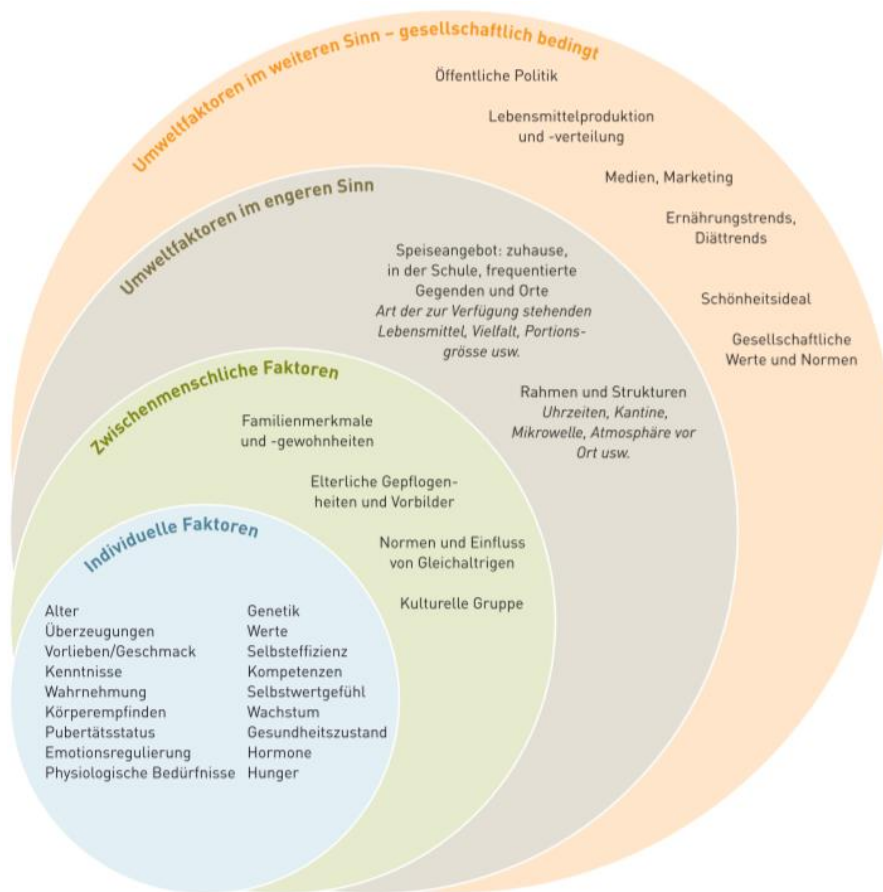 Umweltfaktoren im weiteren Sinn – gesellschaftlich bedingt
Öffentliche Politik
Lebensmittelproduktion
und -verteilung
Medien, Marketing
Ernährungstrends,
Diättrends
Schönheitsideal
Gesellschaftliche
Werte und Normen
Umweltfaktoren im engeren Sinn
Speiseangebot: zuhause,
in der Schule, frequentierte
Gegenden und Orte
Art der zur Verfügung stehenden
Lebensmittel, Vielfalt, Portions-
grösse usw.
Rahmen und Strukturen
Uhrzeiten, Kantine,
Mikrowelle, Atmosphäre vor
Ort usw.
Zwischenmenschliche Faktoren
Familienmerkmale
und -gewohnheiten
Elterliche Gepflogen-
heiten und Vorbilder
Normen und Einfluss
von Gleichaltrigen
Kulturelle Gruppe
Individuelle Faktoren
Alter
Überzeugungen
Vorlieben/Geschmack
Kenntnisse
Wahrnehmung
Körperempfinden
Pubertätsstatus
Emotionsregulierung
Physiologische Bedürfnisse
Genetik
Werte
Selbsteffizienz
Kompetenzen
Selbstwertgefühl
Wachstum
Gesundheitszustand
Hormone
Hunger